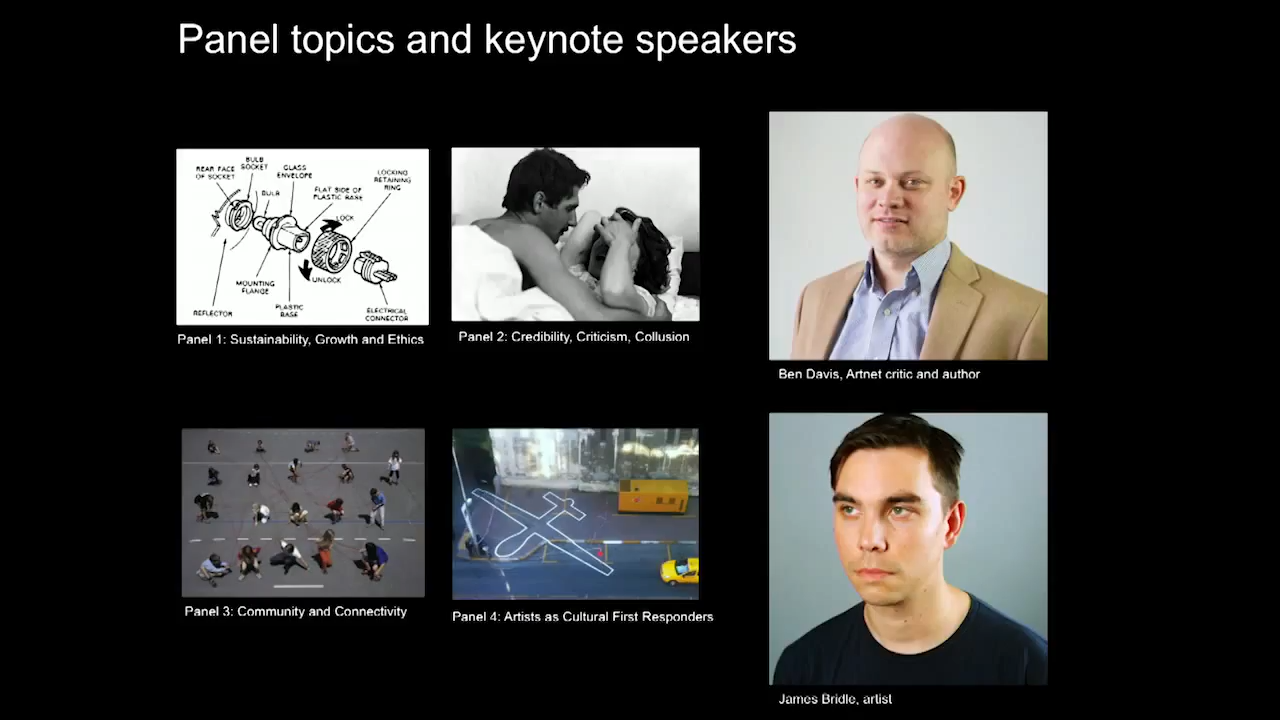 Panel topics and keynote speakers
BULB
SOCKET
REAR FACE
OF SOCKET
GLASS
ENVELOPE
LOCKING
RETAINING
RING
BULB
FLAT SIDE OF
PLASTIC BASE
LOCK
UNLOCK
MOUNTING
FLANGE
PLASTIC
BASE
REFLECTOR
ELECTRICAL
CONNECTOR
Panel 1: Sustainability, Growth and Ethics
Panel 2: Credibility, Criticism, Collusion
Ben Davis, Artnet critic and author
Panel 3: Community and Connectivity
Panel 4: Artists as Cultural First Responders
James Bridle, artist